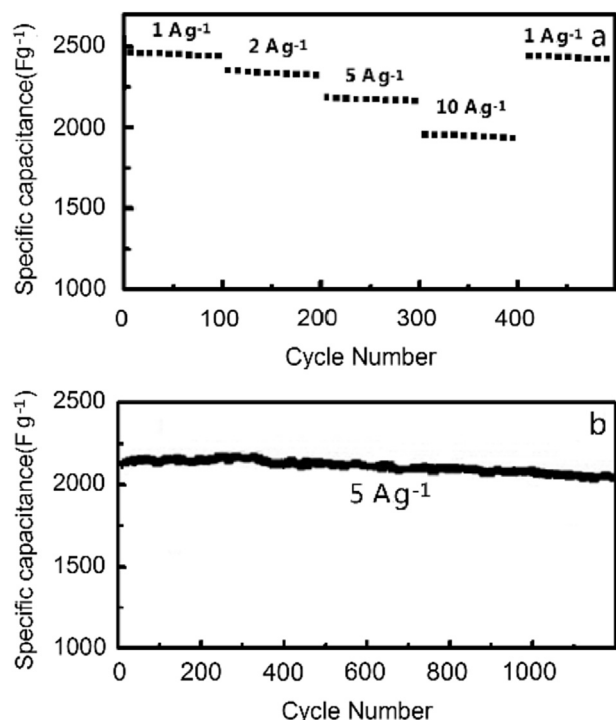 2500
2000
1500
1000
Specific capacitance(Fg⁻¹)
1 Ag⁻¹
2 Ag⁻¹
5 Ag⁻¹
10 Ag⁻¹
1 Ag⁻¹
a
0 100 200 300 400
Cycle Number
2500
2000
1500
1000
Specific capacitance(F g⁻¹)
b
5 Ag⁻¹
0 200 400 600 800 1000
Cycle Number